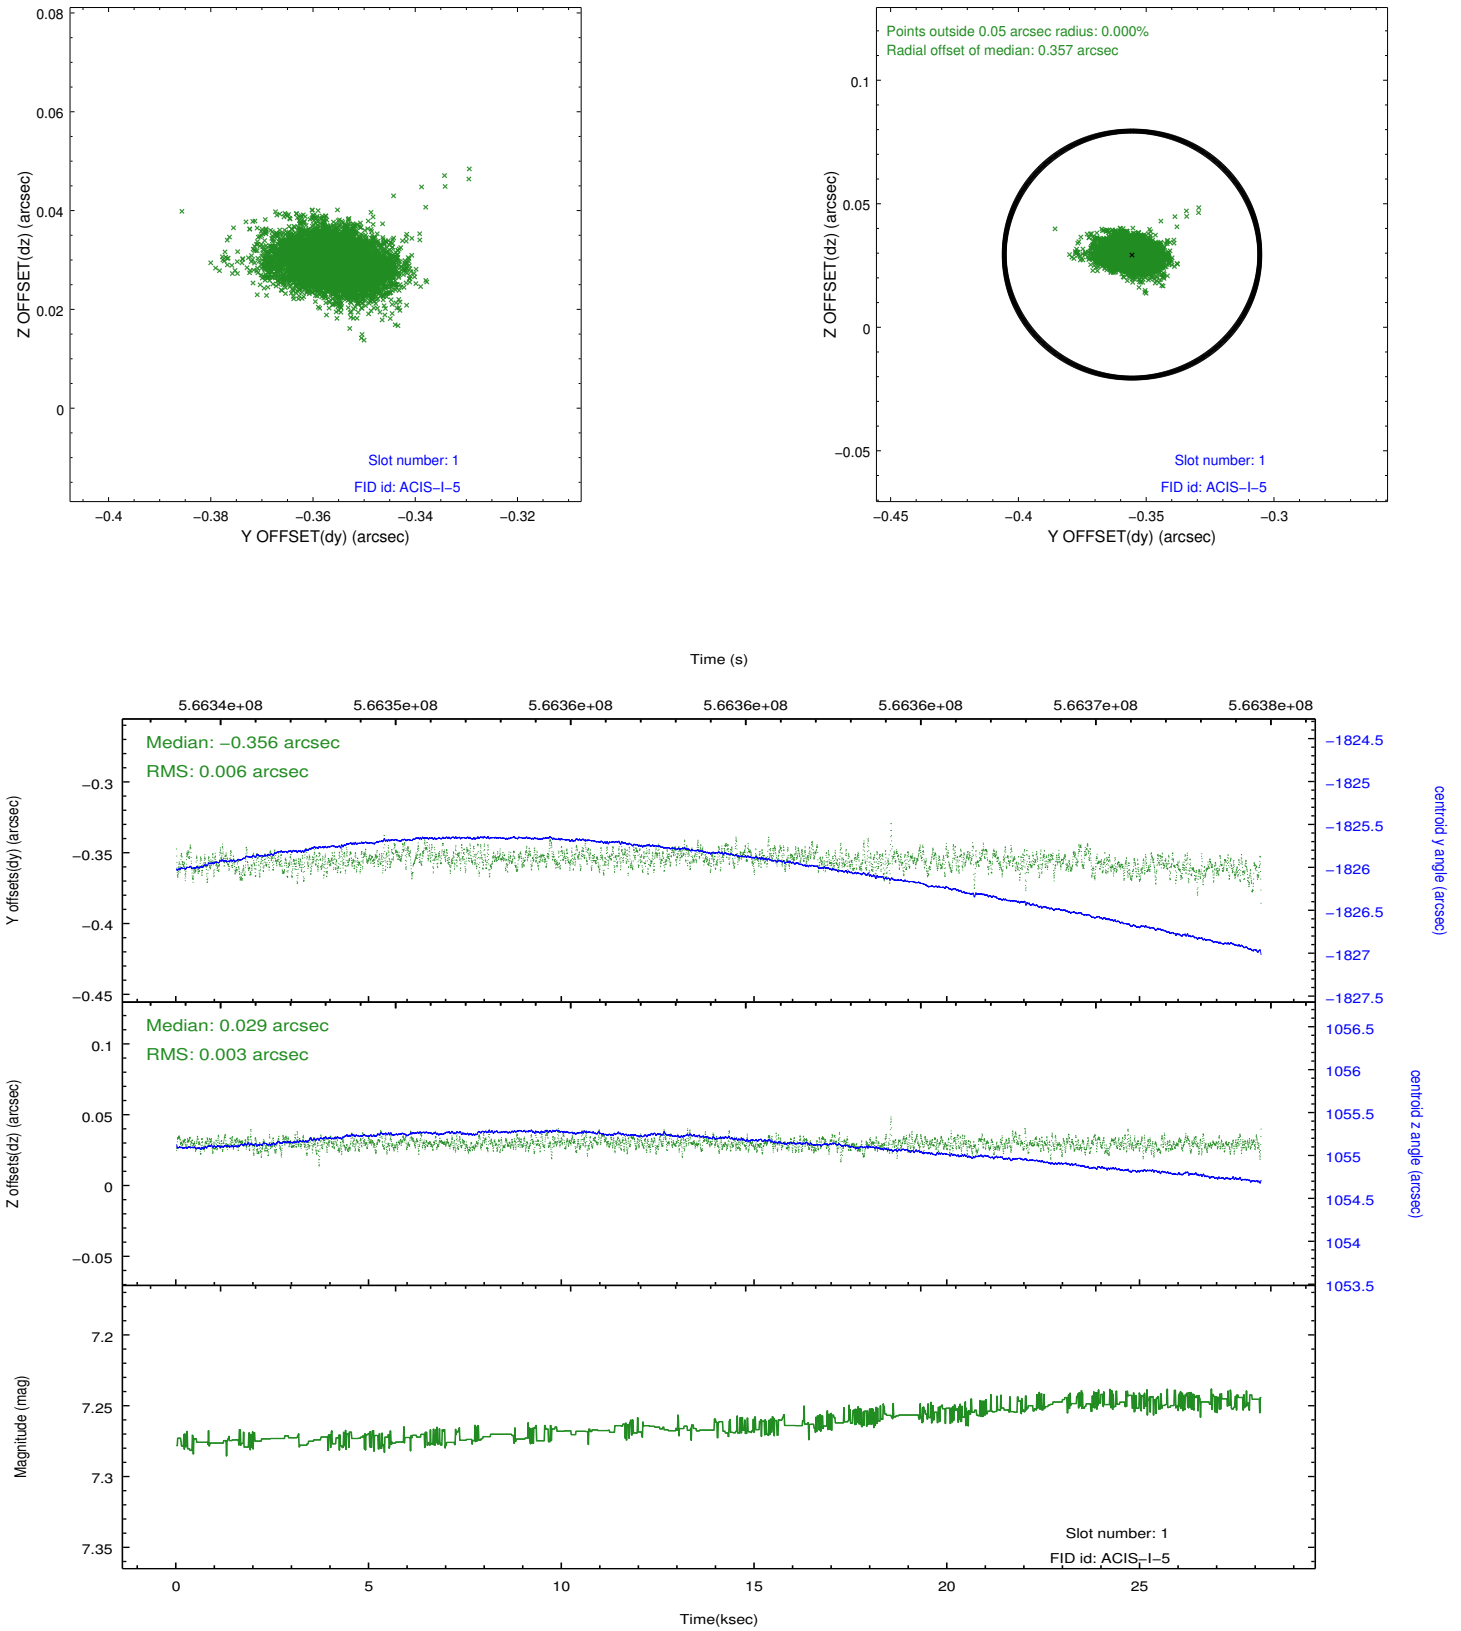 0.08
0.06
0.04
0.02
0
Z OFFSET(dz) (arcsec)
Slot number: 1
FID id: ACIS−I−5
−0.4 −0.38 −0.36 −0.34 −0.32
Y OFFSET(dy) (arcsec)
Points outside 0.05 arcsec radius: 0.000%
Radial offset of median: 0.357 arcsec
0.1
0.05
0
−0.05
Z OFFSET(dz) (arcsec)
Slot number: 1
FID id: ACIS−I−5
−0.45 −0.4 −0.35 −0.3
Y OFFSET(dy) (arcsec)
Time (s)
5.6634e+08 5.6635e+08 5.6636e+08 5.6636e+08 5.6636e+08 5.6637e+08 5.6638e+08
Median: −0.356 arcsec
RMS: 0.006 arcsec
−0.3
−0.35
−0.4
−0.45
Y offsets(dy) (arcsec)
−1824.5
−1825
−1825.5
−1826
−1826.5
−1827
−1827.5
centroid y angle (arcsec)
Median: 0.029 arcsec
RMS: 0.003 arcsec
0.1
0.05
0
−0.05
Z offsets(dz) (arcsec)
1056.5
1056
1055.5
1055
1054.5
1054
1053.5
centroid z angle (arcsec)
7.2
7.25
7.3
7.35
Magnitude (mag)
Slot number: 1
FID id: ACIS−I−5
0 5 10 15 20 25
Time(ksec)